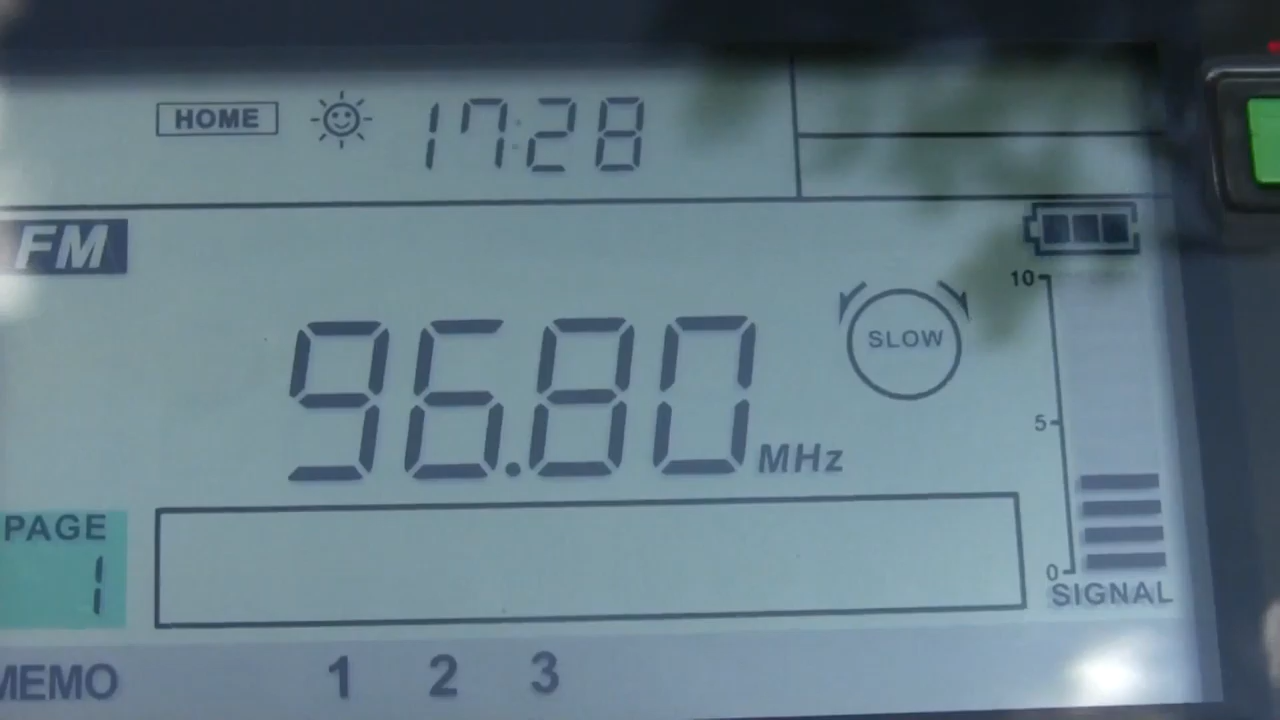 HOME 17:28
FM
96.80 MHz
SLOW
10
5
0
SIGNAL
PAGE
1
MEMO 1 2 3